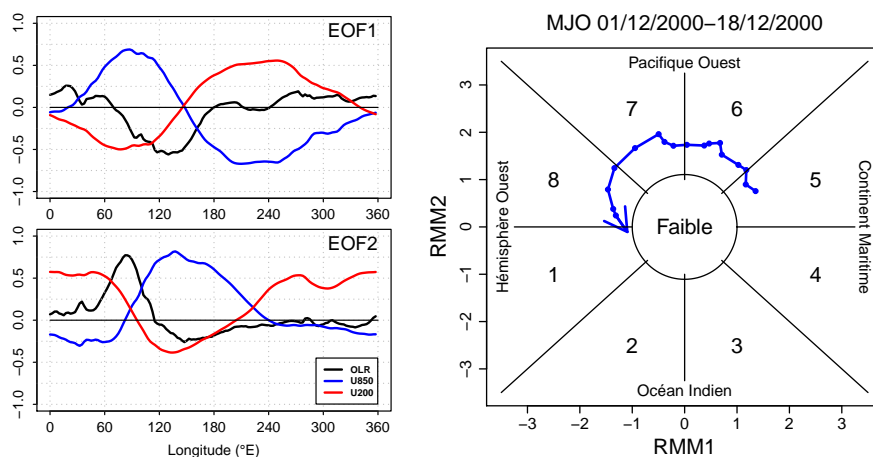 EOF1
1.0
0.5
0.0
−0.5
−1.0
0 60 120 180 240 300 360
EOF2
1.0
0.5
0.0
−0.5
−1.0
OLR
U850
U200
0 60 120 180 240 300 360
Longitude (°E)
MJO 01/12/2000−18/12/2000
Pacifique Ouest
7 6
8 5
Faible
1 4
2 3
Océan Indien
Hémisphère Ouest
Continent Maritime
RMM2
3
2
1
0
−1
−2
−3
−3 −2 −1 0 1 2 3
RMM1